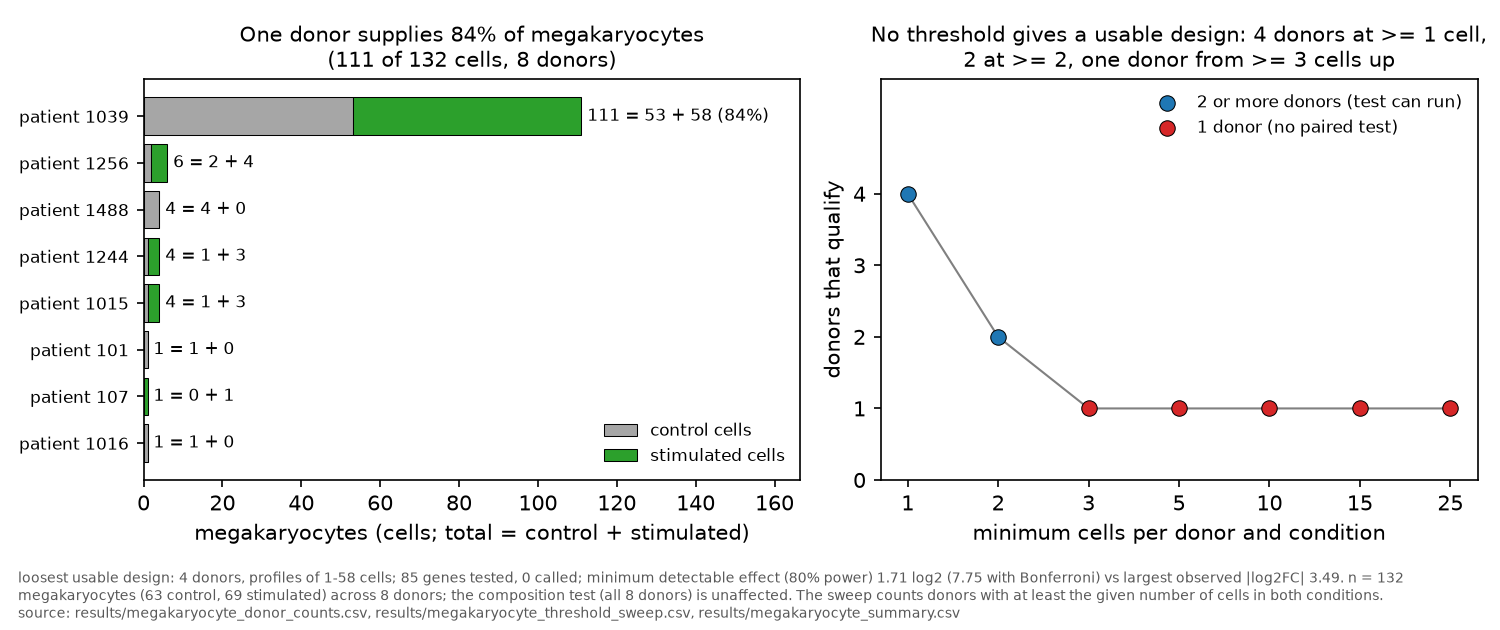 One donor supplies 84% of megakaryocytes
(111 of 132 cells, 8 donors)
patient 1039
111 = 53 + 58 (84%)
patient 1256
6 = 2 + 4
patient 1488
4 = 4 + 0
patient 1244
4 = 1 + 3
patient 1015
4 = 1 + 3
patient 101
1 = 1 + 0
patient 107
1 = 0 + 1
patient 1016
1 = 1 + 0
control cells
stimulated cells
0 20 40 60 80 100 120 140 160
megakaryocytes (cells; total = control + stimulated)
No threshold gives a usable design: 4 donors at >= 1 cell,
2 at >= 2, one donor from >= 3 cells up
2 or more donors (test can run)
1 donor (no paired test)
donors that qualify
4
3
2
1
0
1 2 3 5 10 15 25
minimum cells per donor and condition
loosest usable design: 4 donors, profiles of 1-58 cells; 85 genes tested, 0 called; minimum detectable effect (80% power) 1.71 log2 (7.75 with Bonferroni) vs largest observed |log2FC| 3.49. n = 132
megakaryocytes (63 control, 69 stimulated) across 8 donors; the composition test (all 8 donors) is unaffected. The sweep counts donors with at least the given number of cells in both conditions.
source: results/megakaryocyte_donor_counts.csv, results/megakaryocyte_threshold_sweep.csv, results/megakaryocyte_summary.csv